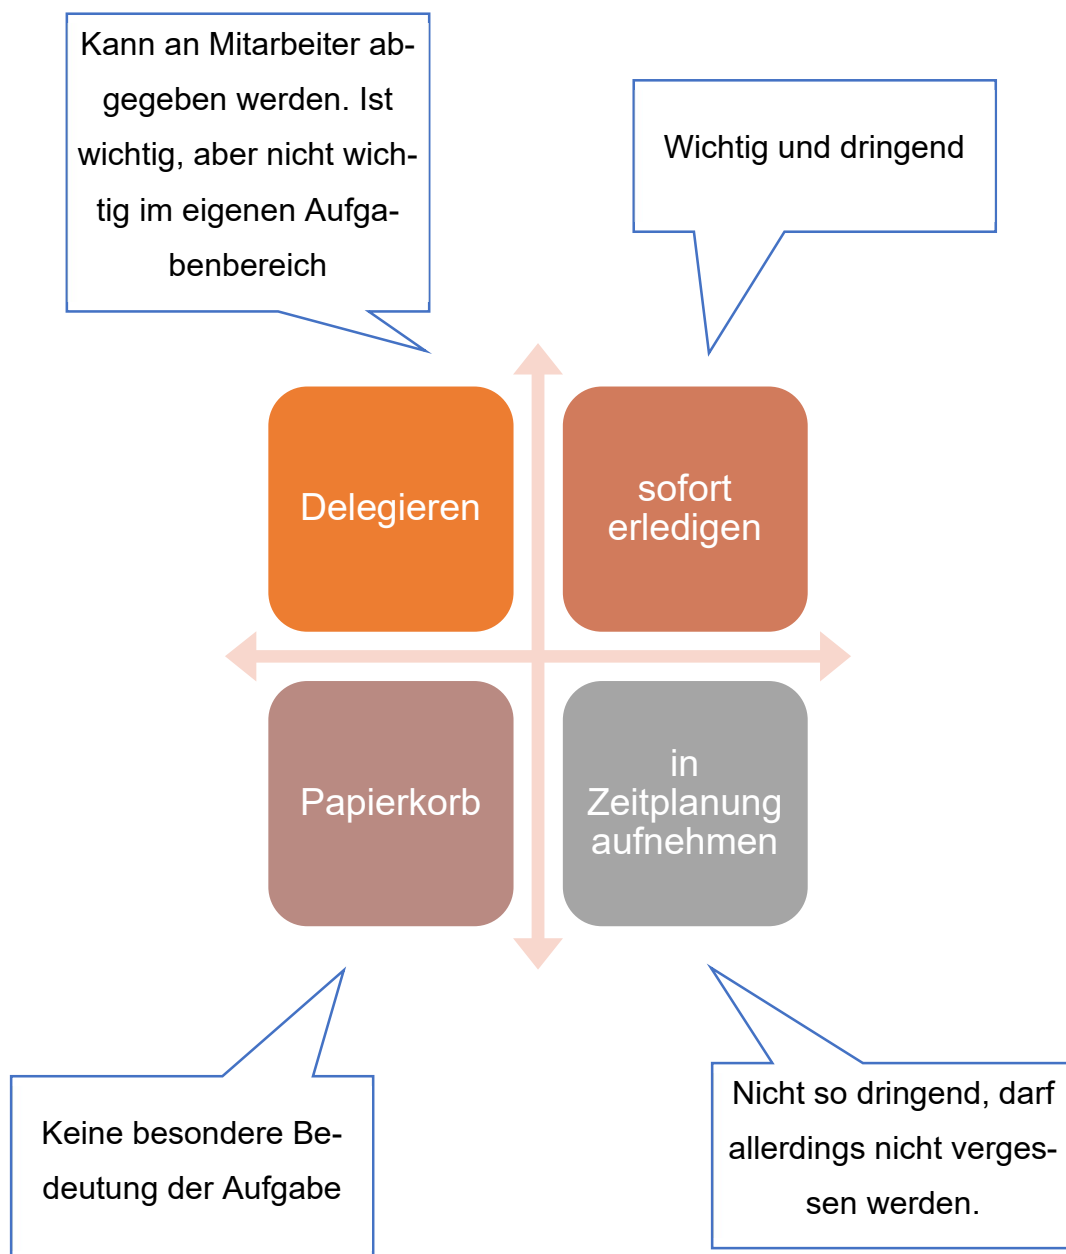 Kann an Mitarbeiter ab-
gegeben werden. Ist
wichtig, aber nicht wich-
tig im eigenen Aufga-
benbereich
Wichtig und dringend
Delegieren
sofort
erledigen
Papierkorb
in
Zeitplanung
aufnehmen
Keine besondere Be-
deutung der Aufgabe
Nicht so dringend, darf
allerdings nicht verges-
sen werden.